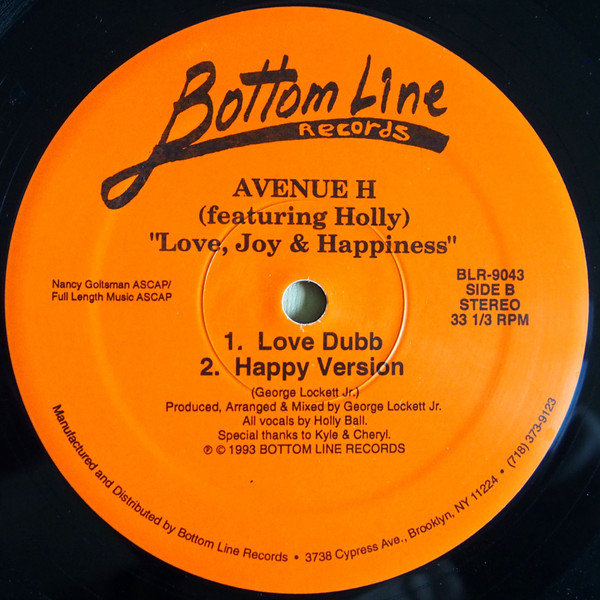 Bottom Line
Records
AVENUE H
(featuring Holly)
"Love, Joy & Happiness"
Nancy Goltsman ASCAP/
Full Length Music ASCAP
BLR-9043
SIDE B
STEREO
33 1/3 RPM
1. Love Dubb
2. Happy Version
(George Lockett Jr.)
Produced, Arranged & Mixed by George Lockett Jr.
All vocals by Holly Ball.
Special thanks to Kyle & Cheryl.
℗ © 1993 BOTTOM LINE RECORDS
Manufactured and Distributed by Bottom Line Records • 3738 Cypress Ave., Brooklyn, NY 11224 • (718) 373-9123